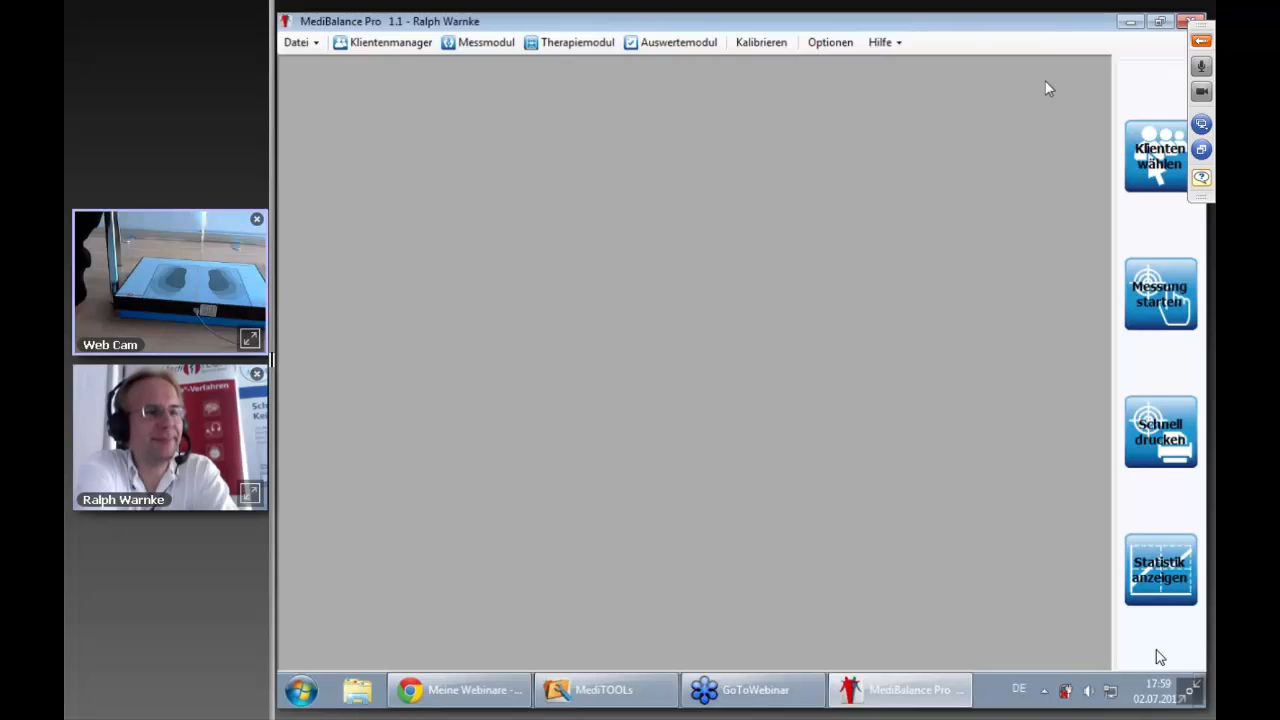 MediBalance Pro 1.1 - Ralph Warnke
Datei
Klientenmanager
Messmodul
Therapiemodul
Auswertemodul
Kalibrieren
Optionen
Hilfe
Klienten
wählen
Messung
starten
Schnell
drucken
Statistik
anzeigen
Web Cam
e®-Verfahren
Ralph Warnke
Meine Webinare -...
MediTOOLs
GoToWebinar
MediBalance Pro ...
DE
17:59
02.07.201